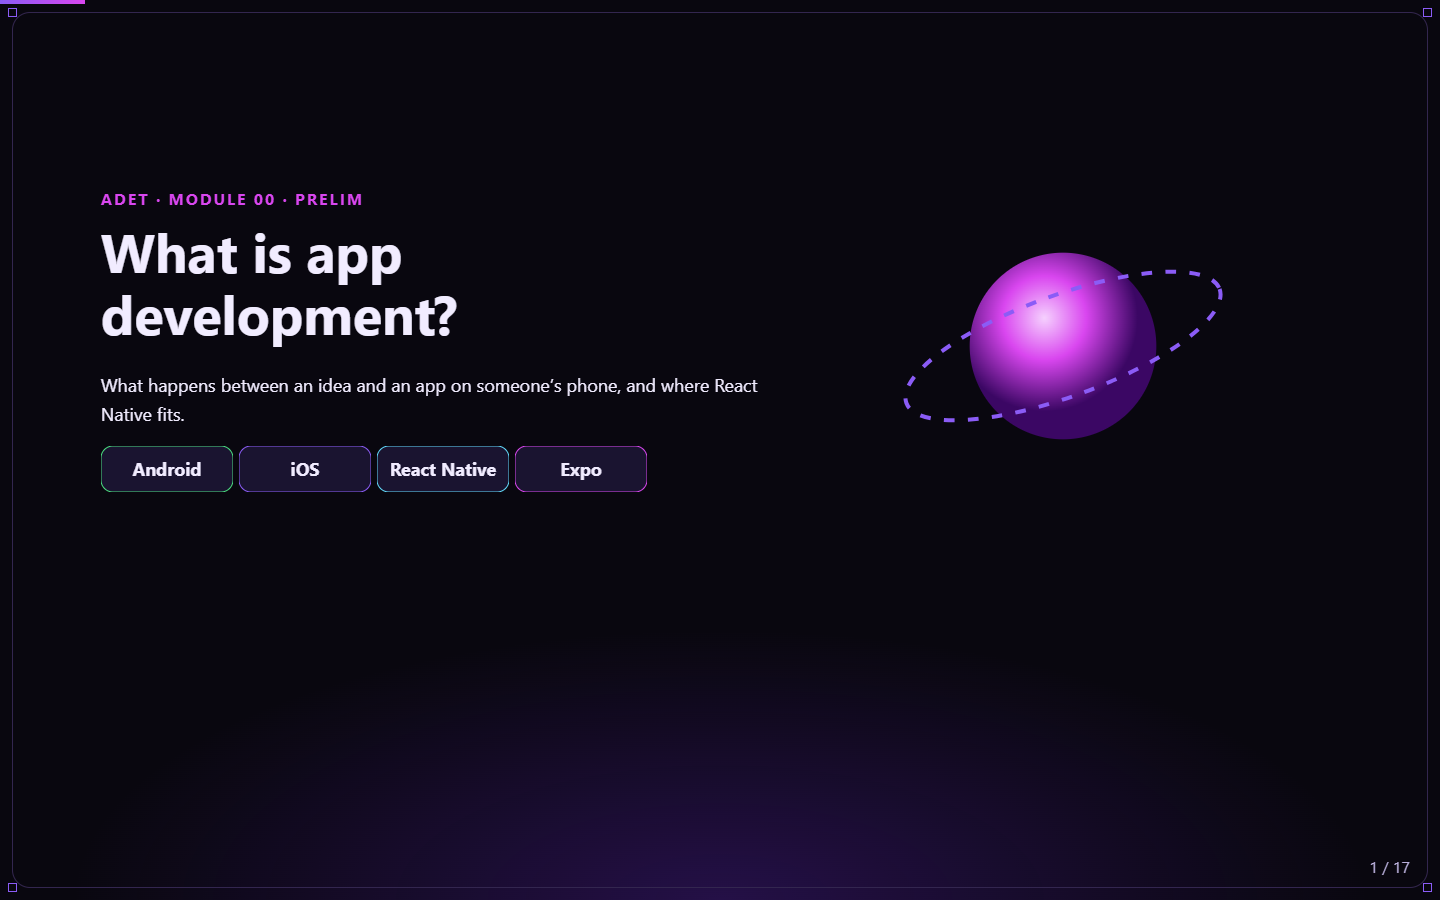 ADET · MODULE 00 · PRELIM
What is app
development?
What happens between an idea and an app on someone’s phone, and where React
Native fits.
Android
iOS
React Native
Expo
1 / 17